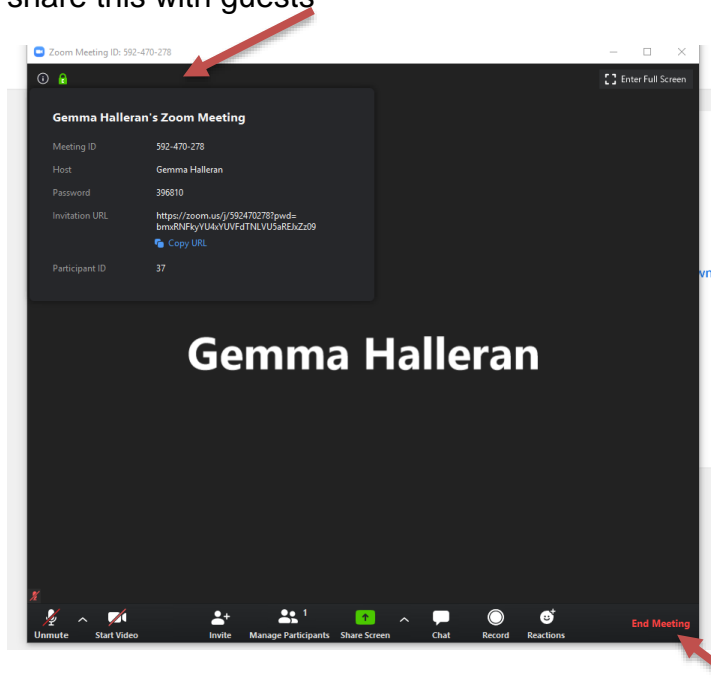 share this with guests
Zoom Meeting ID: 592-470-278
Enter Full Screen
Gemma Halleran's Zoom Meeting
Meeting ID 592-470-278
Host Gemma Halleran
Password 396810
Invitation URL https://zoom.us/j/592470278?pwd=
bmxRNFkyYU4xYUVFdTNLVU5aREJxZz09
Copy URL
Participant ID 37
Gemma Halleran
1
Unmute Start Video Invite Manage Participants Share Screen Chat Record Reactions End Meeting